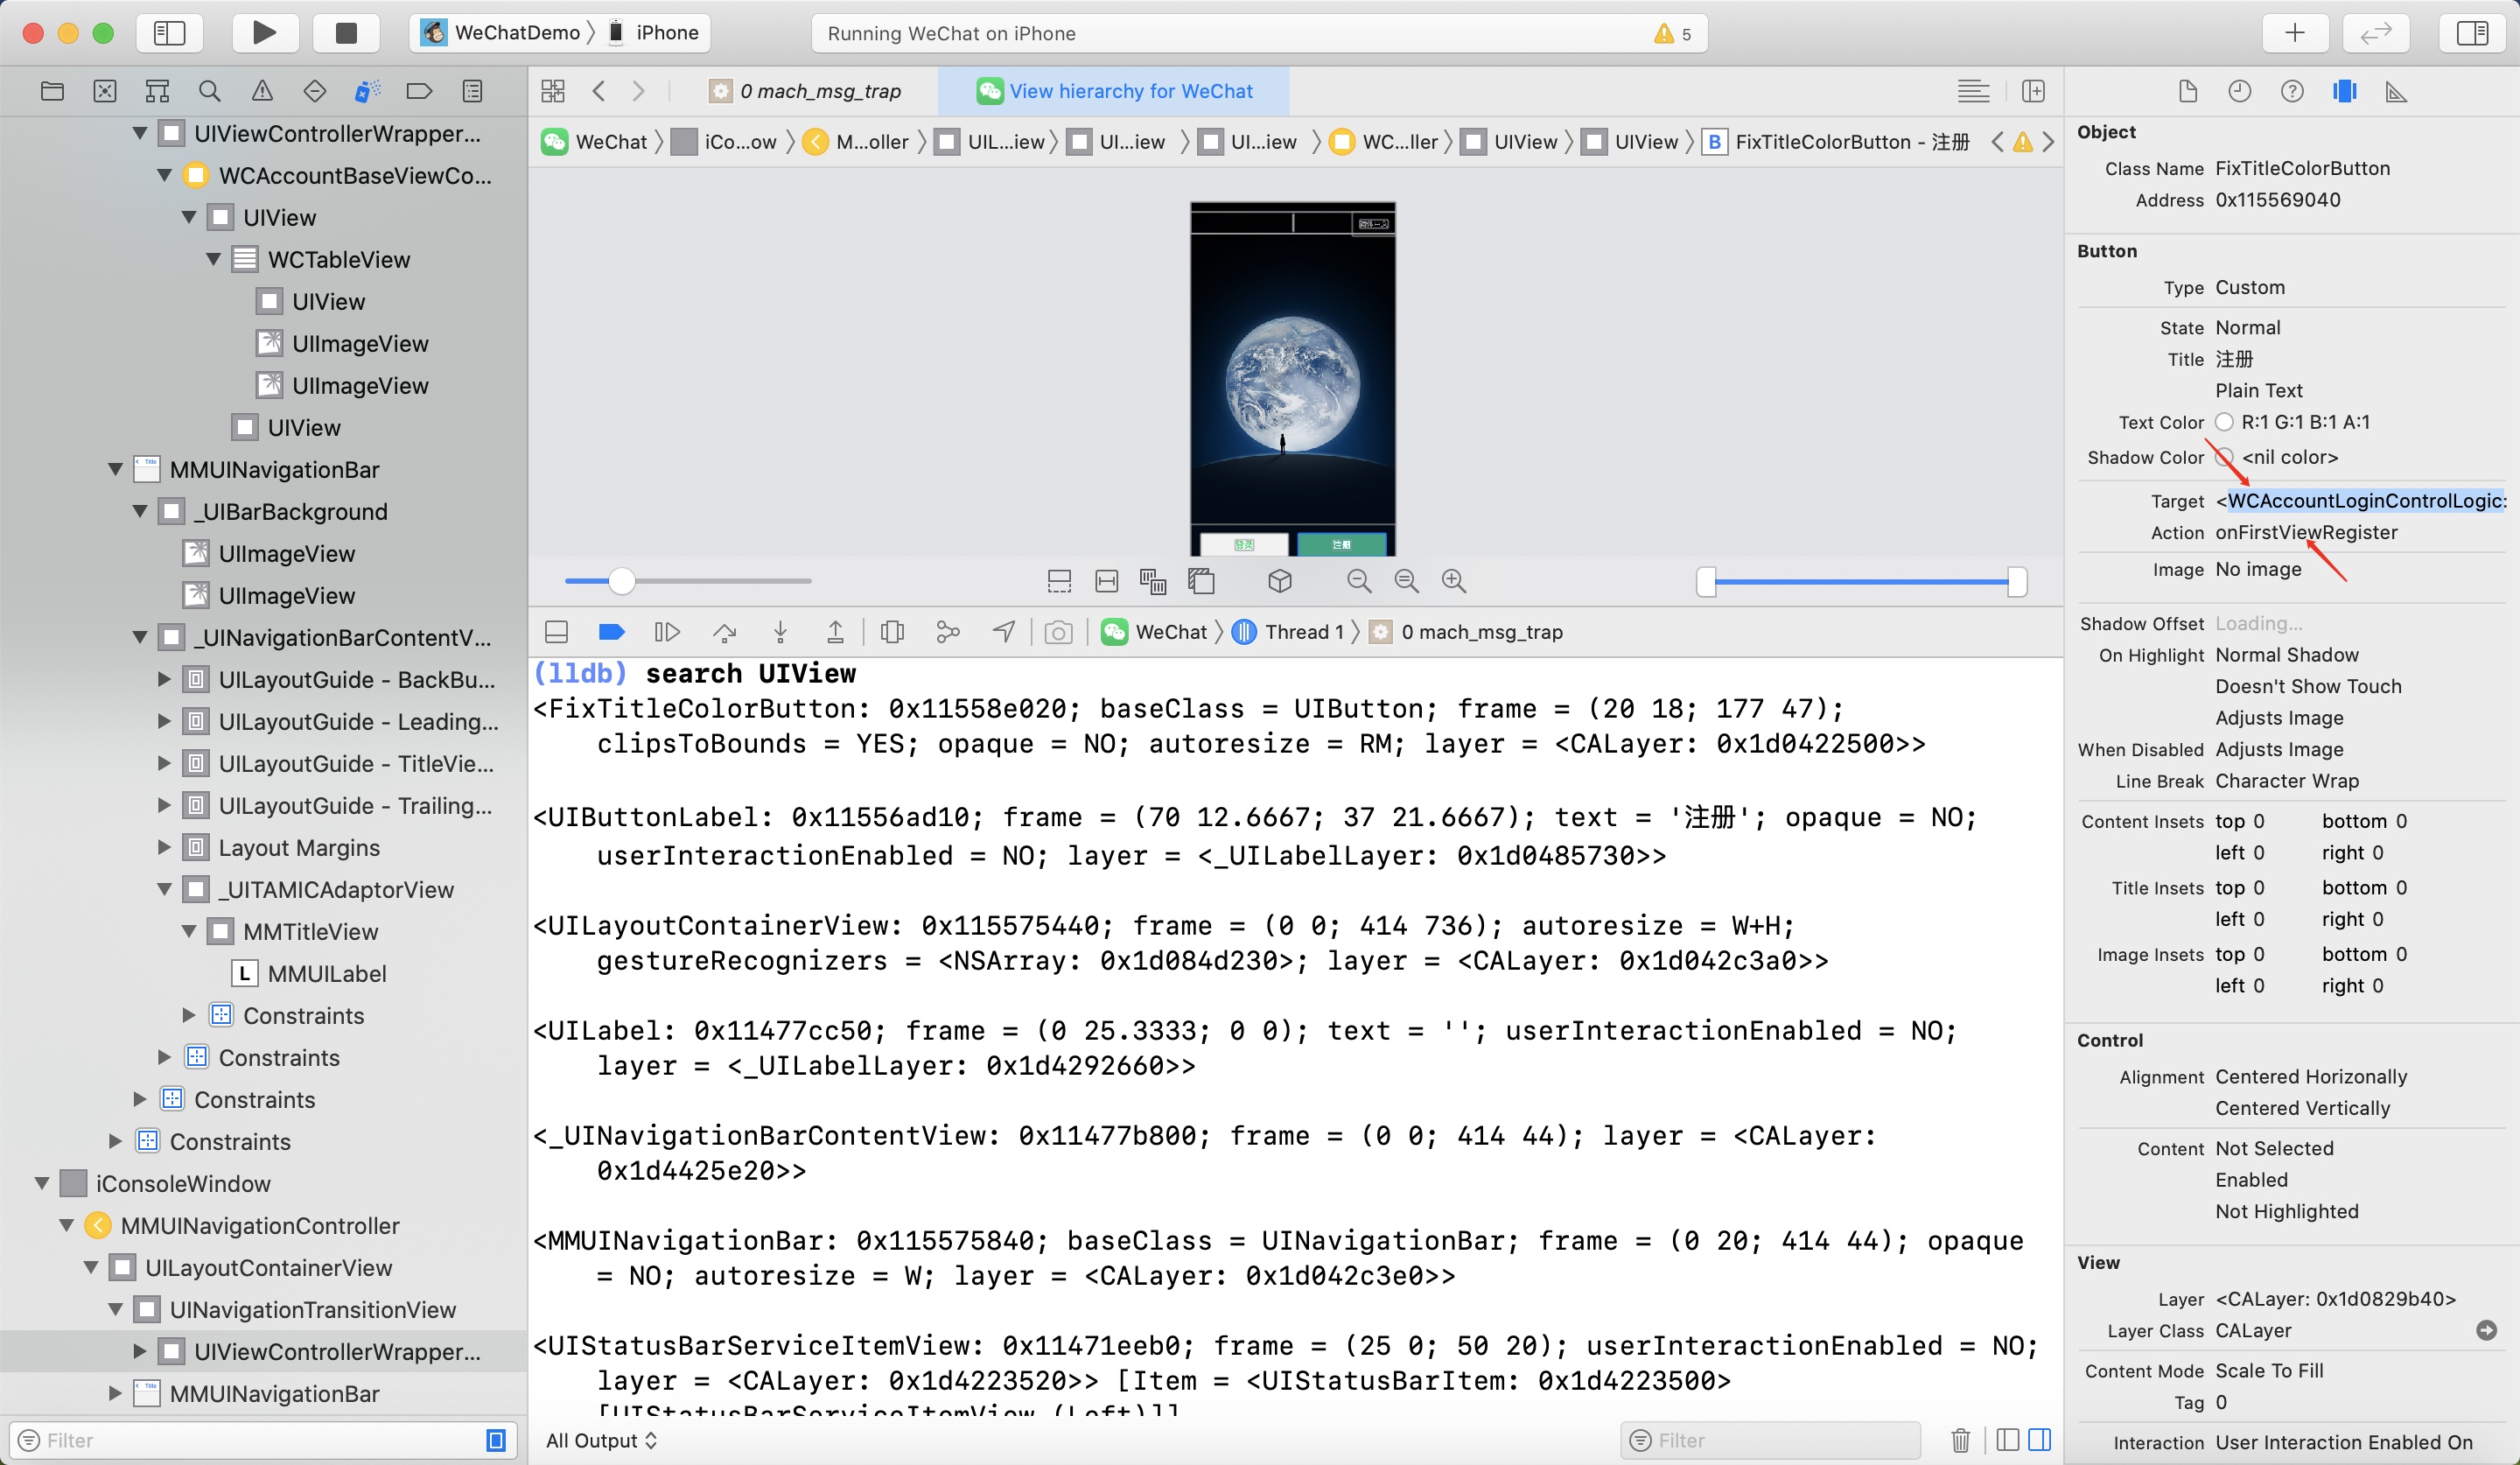 WeChatDemo
iPhone
Running WeChat on iPhone
5
0 mach_msg_trap
View hierarchy for WeChat
WeChat
iCo...ow
M...oller
UIL...iew
UI...iew
UI...iew
WC...ller
UIView
UIView
B
FixTitleColorButton - 注册
UIViewControllerWrapper...
WCAccountBaseViewCo...
UIView
WCTableView
UIView
UIImageView
UIImageView
UIView
MMUINavigationBar
_UIBarBackground
UIImageView
UIImageView
_UINavigationBarContentV...
UILayoutGuide - BackBu...
UILayoutGuide - Leading...
UILayoutGuide - TitleVie...
UILayoutGuide - Trailing...
Layout Margins
_UITAMICAdaptorView
MMTitleView
L MMUILabel
Constraints
Constraints
Constraints
Constraints
iConsoleWindow
MMUINavigationController
UILayoutContainerView
UINavigationTransitionView
UIViewControllerWrapper...
MMUINavigationBar
Filter
登录
注册
WeChat
Thread 1
0 mach_msg_trap
(lldb) search UIView
<FixTitleColorButton: 0x11558e020; baseClass = UIButton; frame = (20 18; 177 47);
clipsToBounds = YES; opaque = NO; autoresize = RM; layer = <CALayer: 0x1d0422500>>
<UIButtonLabel: 0x11556ad10; frame = (70 12.6667; 37 21.6667); text = '注册'; opaque = NO;
userInteractionEnabled = NO; layer = <_UILabelLayer: 0x1d0485730>>
<UILayoutContainerView: 0x115575440; frame = (0 0; 414 736); autoresize = W+H;
gestureRecognizers = <NSArray: 0x1d084d230>; layer = <CALayer: 0x1d042c3a0>>
<UILabel: 0x11477cc50; frame = (0 25.3333; 0 0); text = ''; userInteractionEnabled = NO;
layer = <_UILabelLayer: 0x1d4292660>>
<_UINavigationBarContentView: 0x11477b800; frame = (0 0; 414 44); layer = <CALayer:
0x1d4425e20>>
<MMUINavigationBar: 0x115575840; baseClass = UINavigationBar; frame = (0 20; 414 44); opaque
= NO; autoresize = W; layer = <CALayer: 0x1d042c3e0>>
<UIStatusBarServiceItemView: 0x11471eeb0; frame = (25 0; 50 20); userInteractionEnabled = NO;
layer = <CALayer: 0x1d4223520>> [Item = <UIStatusBarItem: 0x1d4223500>
[UIStatusBarServiceItemView (Left)]]
All Output
Filter
Object
Class Name FixTitleColorButton
Address 0x115569040
Button
Type Custom
State Normal
Title 注册
Plain Text
Text Color R:1 G:1 B:1 A:1
Shadow Color <nil color>
Target <WCAccountLoginControlLogic:
Action onFirstViewRegister
Image No image
Shadow Offset Loading...
On Highlight Normal Shadow
Doesn't Show Touch
Adjusts Image
When Disabled Adjusts Image
Line Break Character Wrap
Content Insets top 0 bottom 0
left 0 right 0
Title Insets top 0 bottom 0
left 0 right 0
Image Insets top 0 bottom 0
left 0 right 0
Control
Alignment Centered Horizonally
Centered Vertically
Content Not Selected
Enabled
Not Highlighted
View
Layer <CALayer: 0x1d0829b40>
Layer Class CALayer
Content Mode Scale To Fill
Tag 0
Interaction User Interaction Enabled On